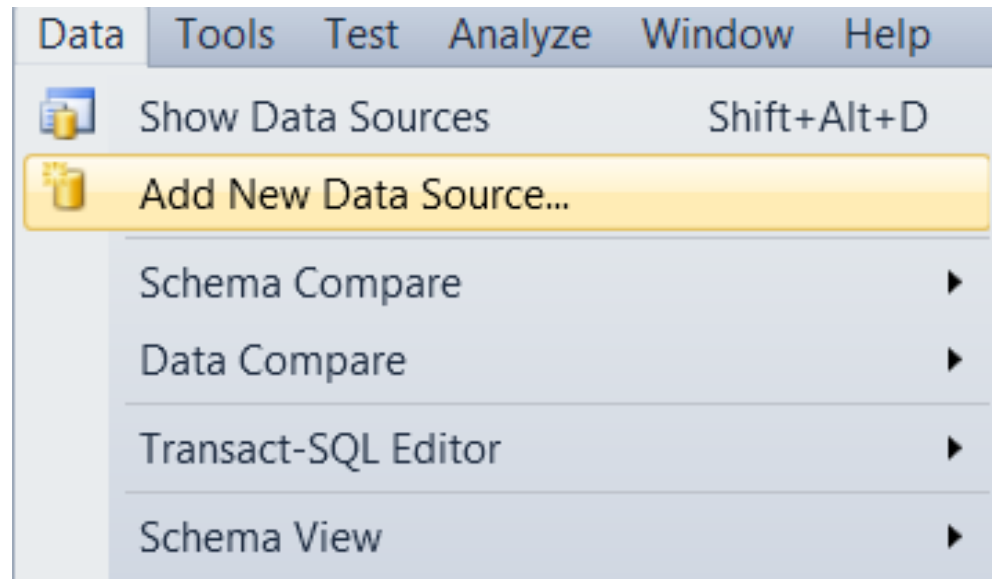 Data Tools Test Analyze Window Help
Show Data Sources Shift+Alt+D
Add New Data Source...
Schema Compare
Data Compare
Transact-SQL Editor
Schema View